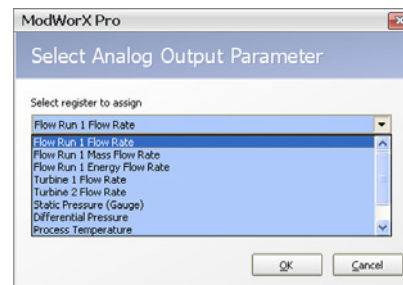 ModWorX Pro
Select Analog Output Parameter
Select register to assign
Flow Run 1 Flow Rate
Flow Run 1 Flow Rate
Flow Run 1 Mass Flow Rate
Flow Run 1 Energy Flow Rate
Turbine 1 Flow Rate
Turbine 2 Flow Rate
Static Pressure (Gauge)
Differential Pressure
Process Temperature
OK Cancel